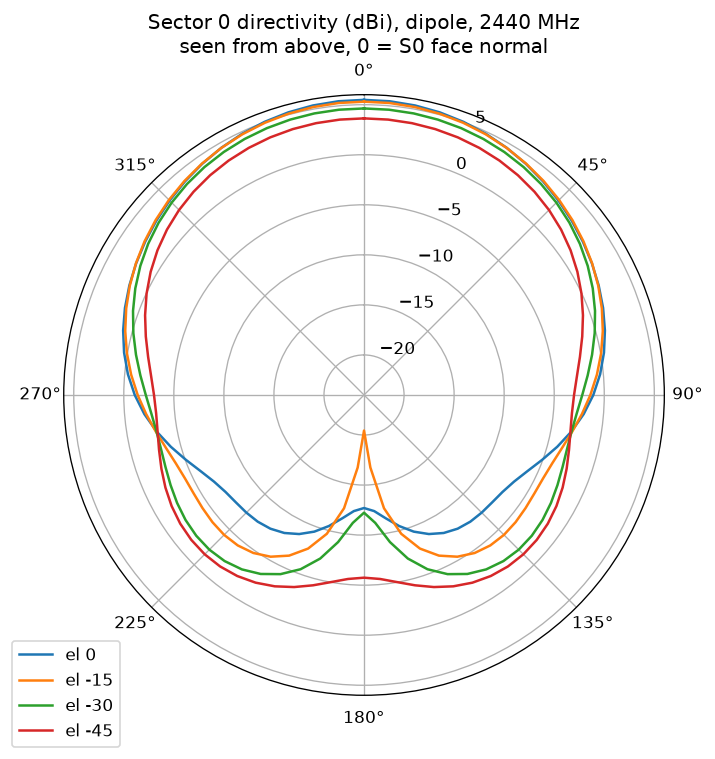 Sector 0 directivity (dBi), dipole, 2440 MHz
seen from above, 0 = S0 face normal
0°
5
315°
0
45°
−5
−10
−15
−20
270°
90°
225°
135°
180°
el 0
el -15
el -30
el -45